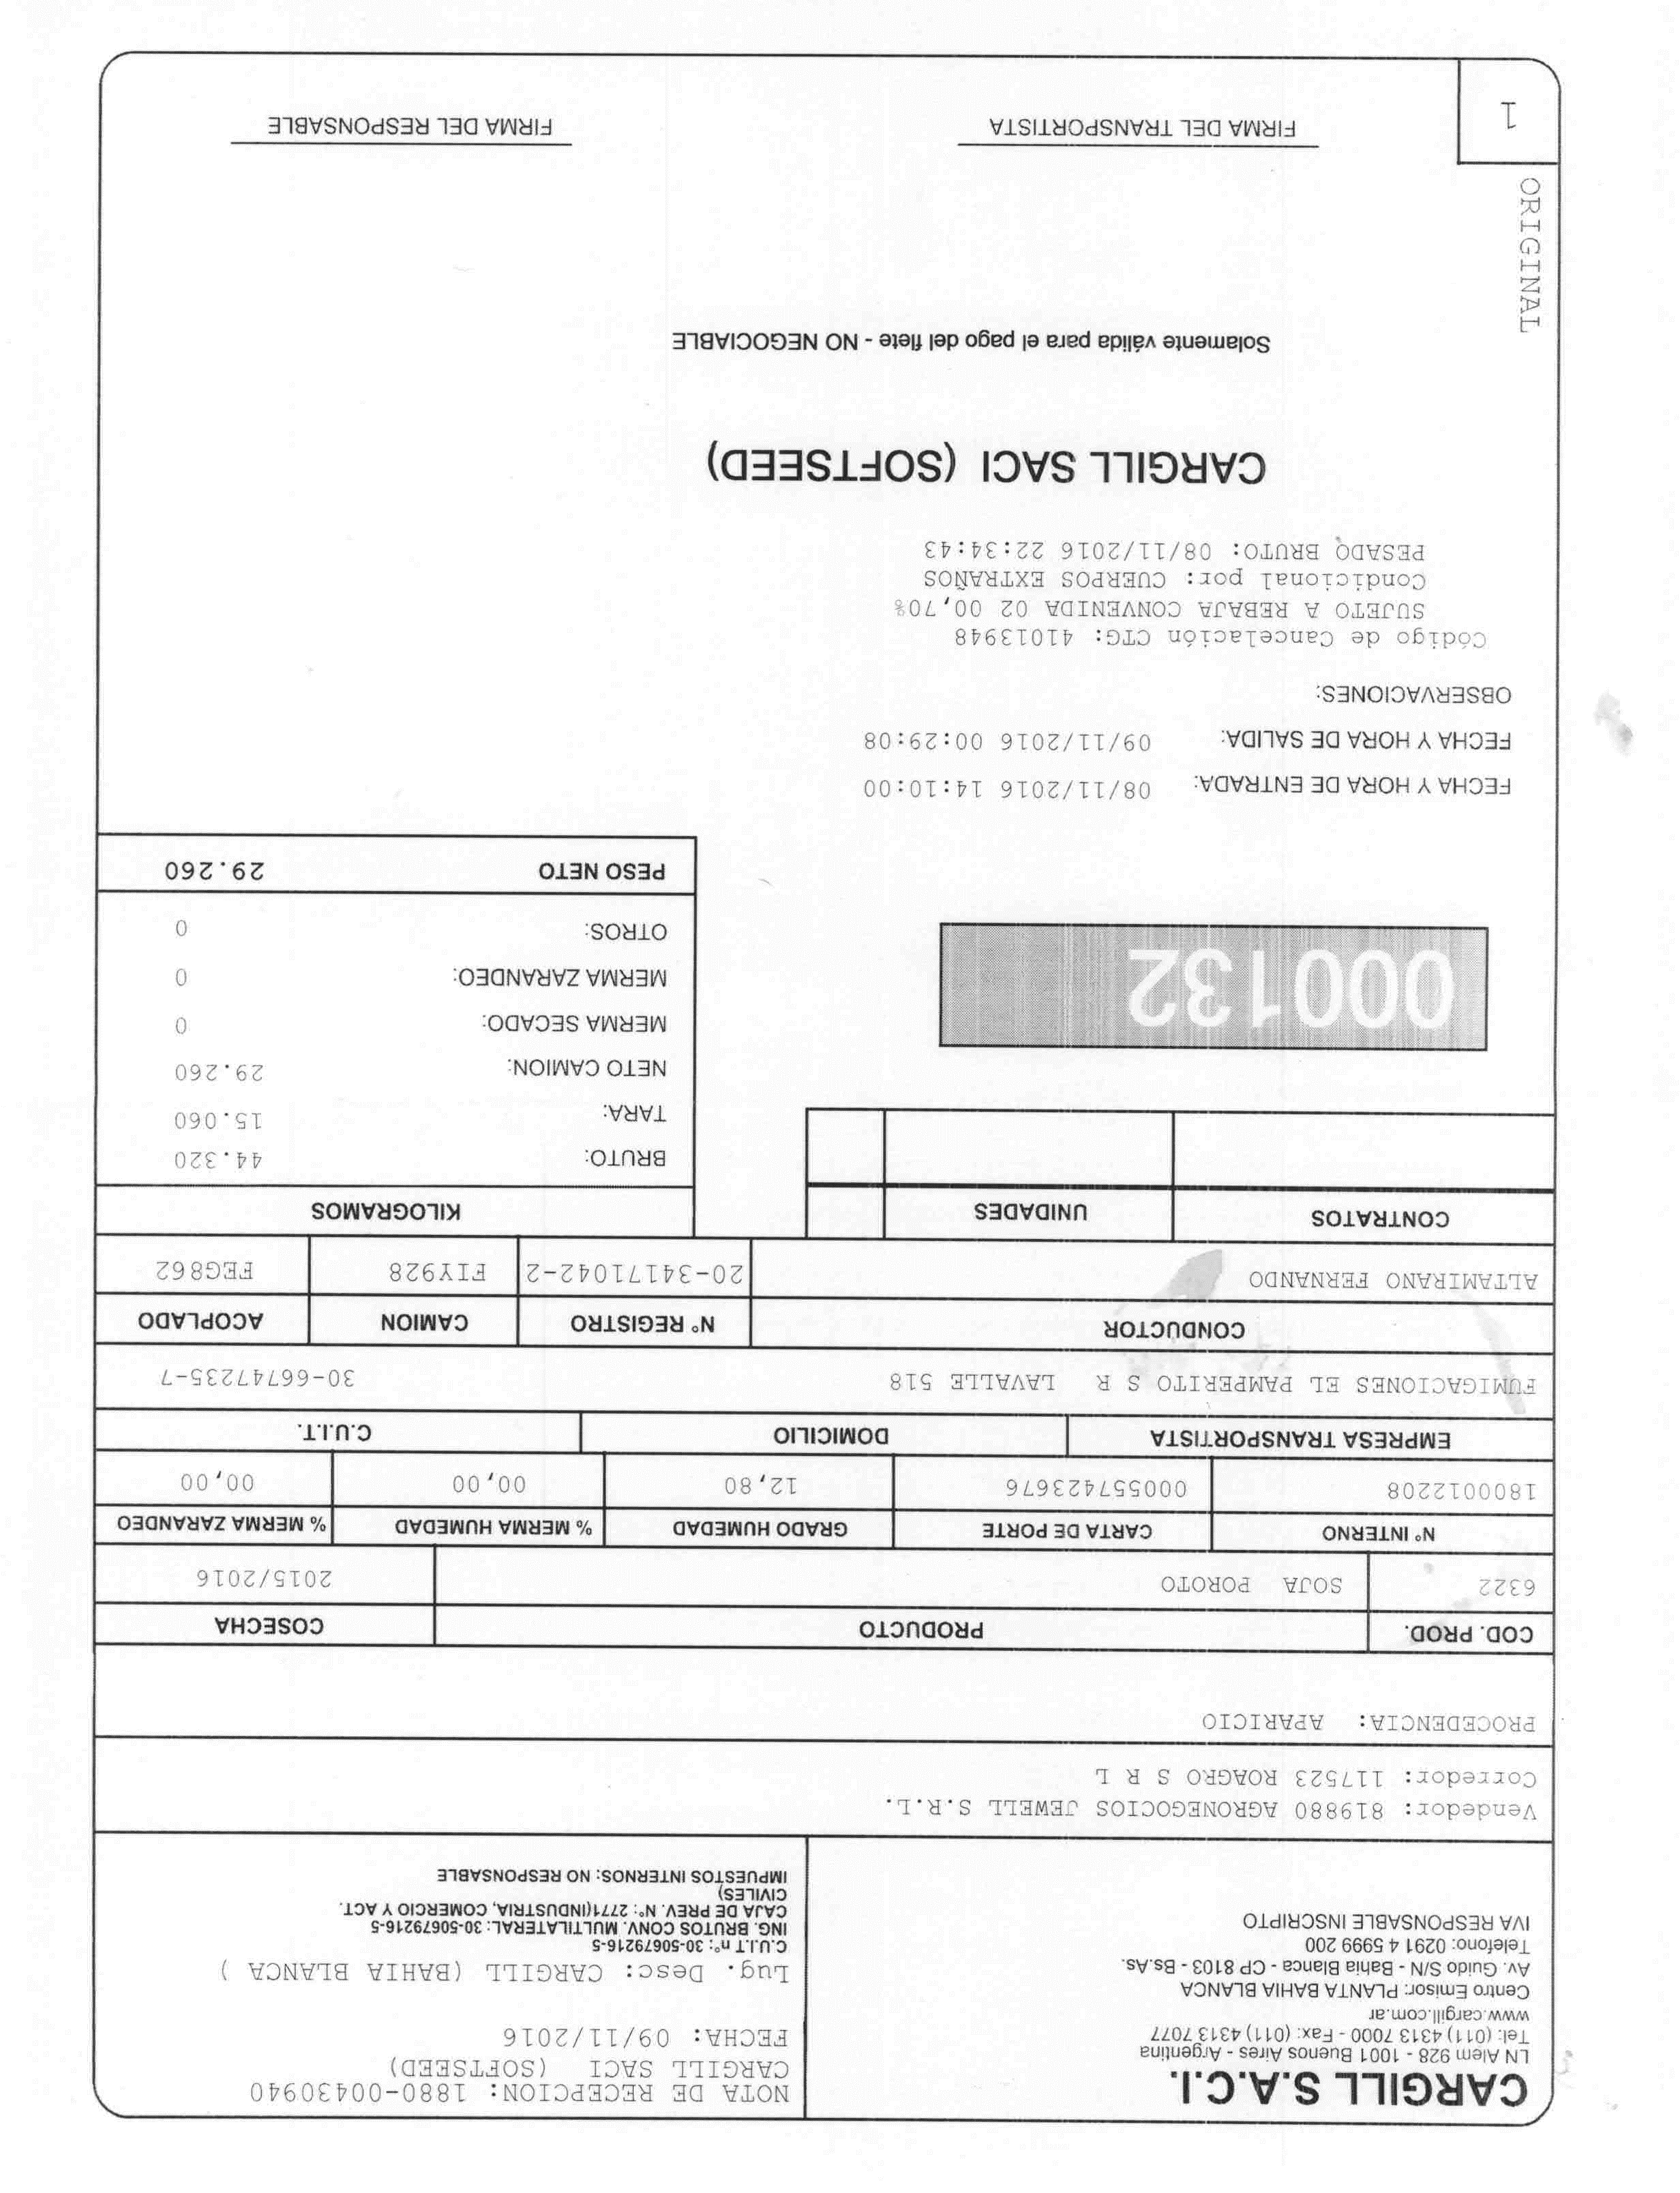 CARGILL S.A.C.I.
LN Alem 928 - 1001 Buenos Aires - Argentina
Tel: (011) 4313 7000 - Fax: (011) 4313 7077
www.cargill.com.ar
Centro Emisor: PLANTA BAHIA BLANCA
Av. Guido S/N - Bahia Blanca - CP 8103 - Bs.As.
Telefono: 0291 4 5999 200
IVA RESPONSABLE INSCRIPTO
NOTA DE RECEPCION: 1880-00430940
CARGILL SACI (SOFTSEED)
FECHA: 09/11/2016
Lug. Desc: CARGILL (BAHIA BLANCA )
C.U.I.T nº: 30-50679216-5
ING. BRUTOS CONV. MULTILATERAL: 30-50679216-5
CAJA DE PREV. Nº: 2771(INDUSTRIA, COMERCIO Y ACT.
CIVILES)
IMPUESTOS INTERNOS: NO RESPONSABLE
Vendedor: 819880 AGRONEGOCIOS JEWELL S.R.L.
Corredor: 117523 ROAGRO S R L
PROCEDENCIA: APARICIO
COD. PROD. PRODUCTO COSECHA
6322 SOJA POROTO 2015/2016
Nº INTERNO CARTA DE PORTE GRADO HUMEDAD % MERMA HUMEDAD % MERMA ZARANDEO
1800012208 000557423676 12,80 00,00 00,00
EMPRESA TRANSPORTISTA DOMICILIO C.U.I.T.
FUMIGACIONES EL PAMPERITO S R LAVALLE 518 30-66747235-7
CONDUCTOR Nº REGISTRO CAMION ACOPLADO
ALTAMIRANO FERNANDO 20-34171042-2 FIY928 FEG862
CONTRATOS UNIDADES
KILOGRAMOS
BRUTO: 44.320
TARA: 15.060
NETO CAMION: 29.260
MERMA SECADO: 0
MERMA ZARANDEO: 0
OTROS: 0
PESO NETO 29.260
000132
FECHA Y HORA DE ENTRADA: 08/11/2016 14:10:00
FECHA Y HORA DE SALIDA: 09/11/2016 00:29:08
OBSERVACIONES:
Código de Cancelación CTG: 41013948
SUJETO A REBAJA CONVENIDA 02 00,70%
Condicional por: CUERPOS EXTRAÑOS
PESADO BRUTO: 08/11/2016 22:34:43
CARGILL SACI (SOFTSEED)
Solamente válida para el pago del flete - NO NEGOCIABLE
ORIGINAL
1
FIRMA DEL TRANSPORTISTA
FIRMA DEL RESPONSABLE